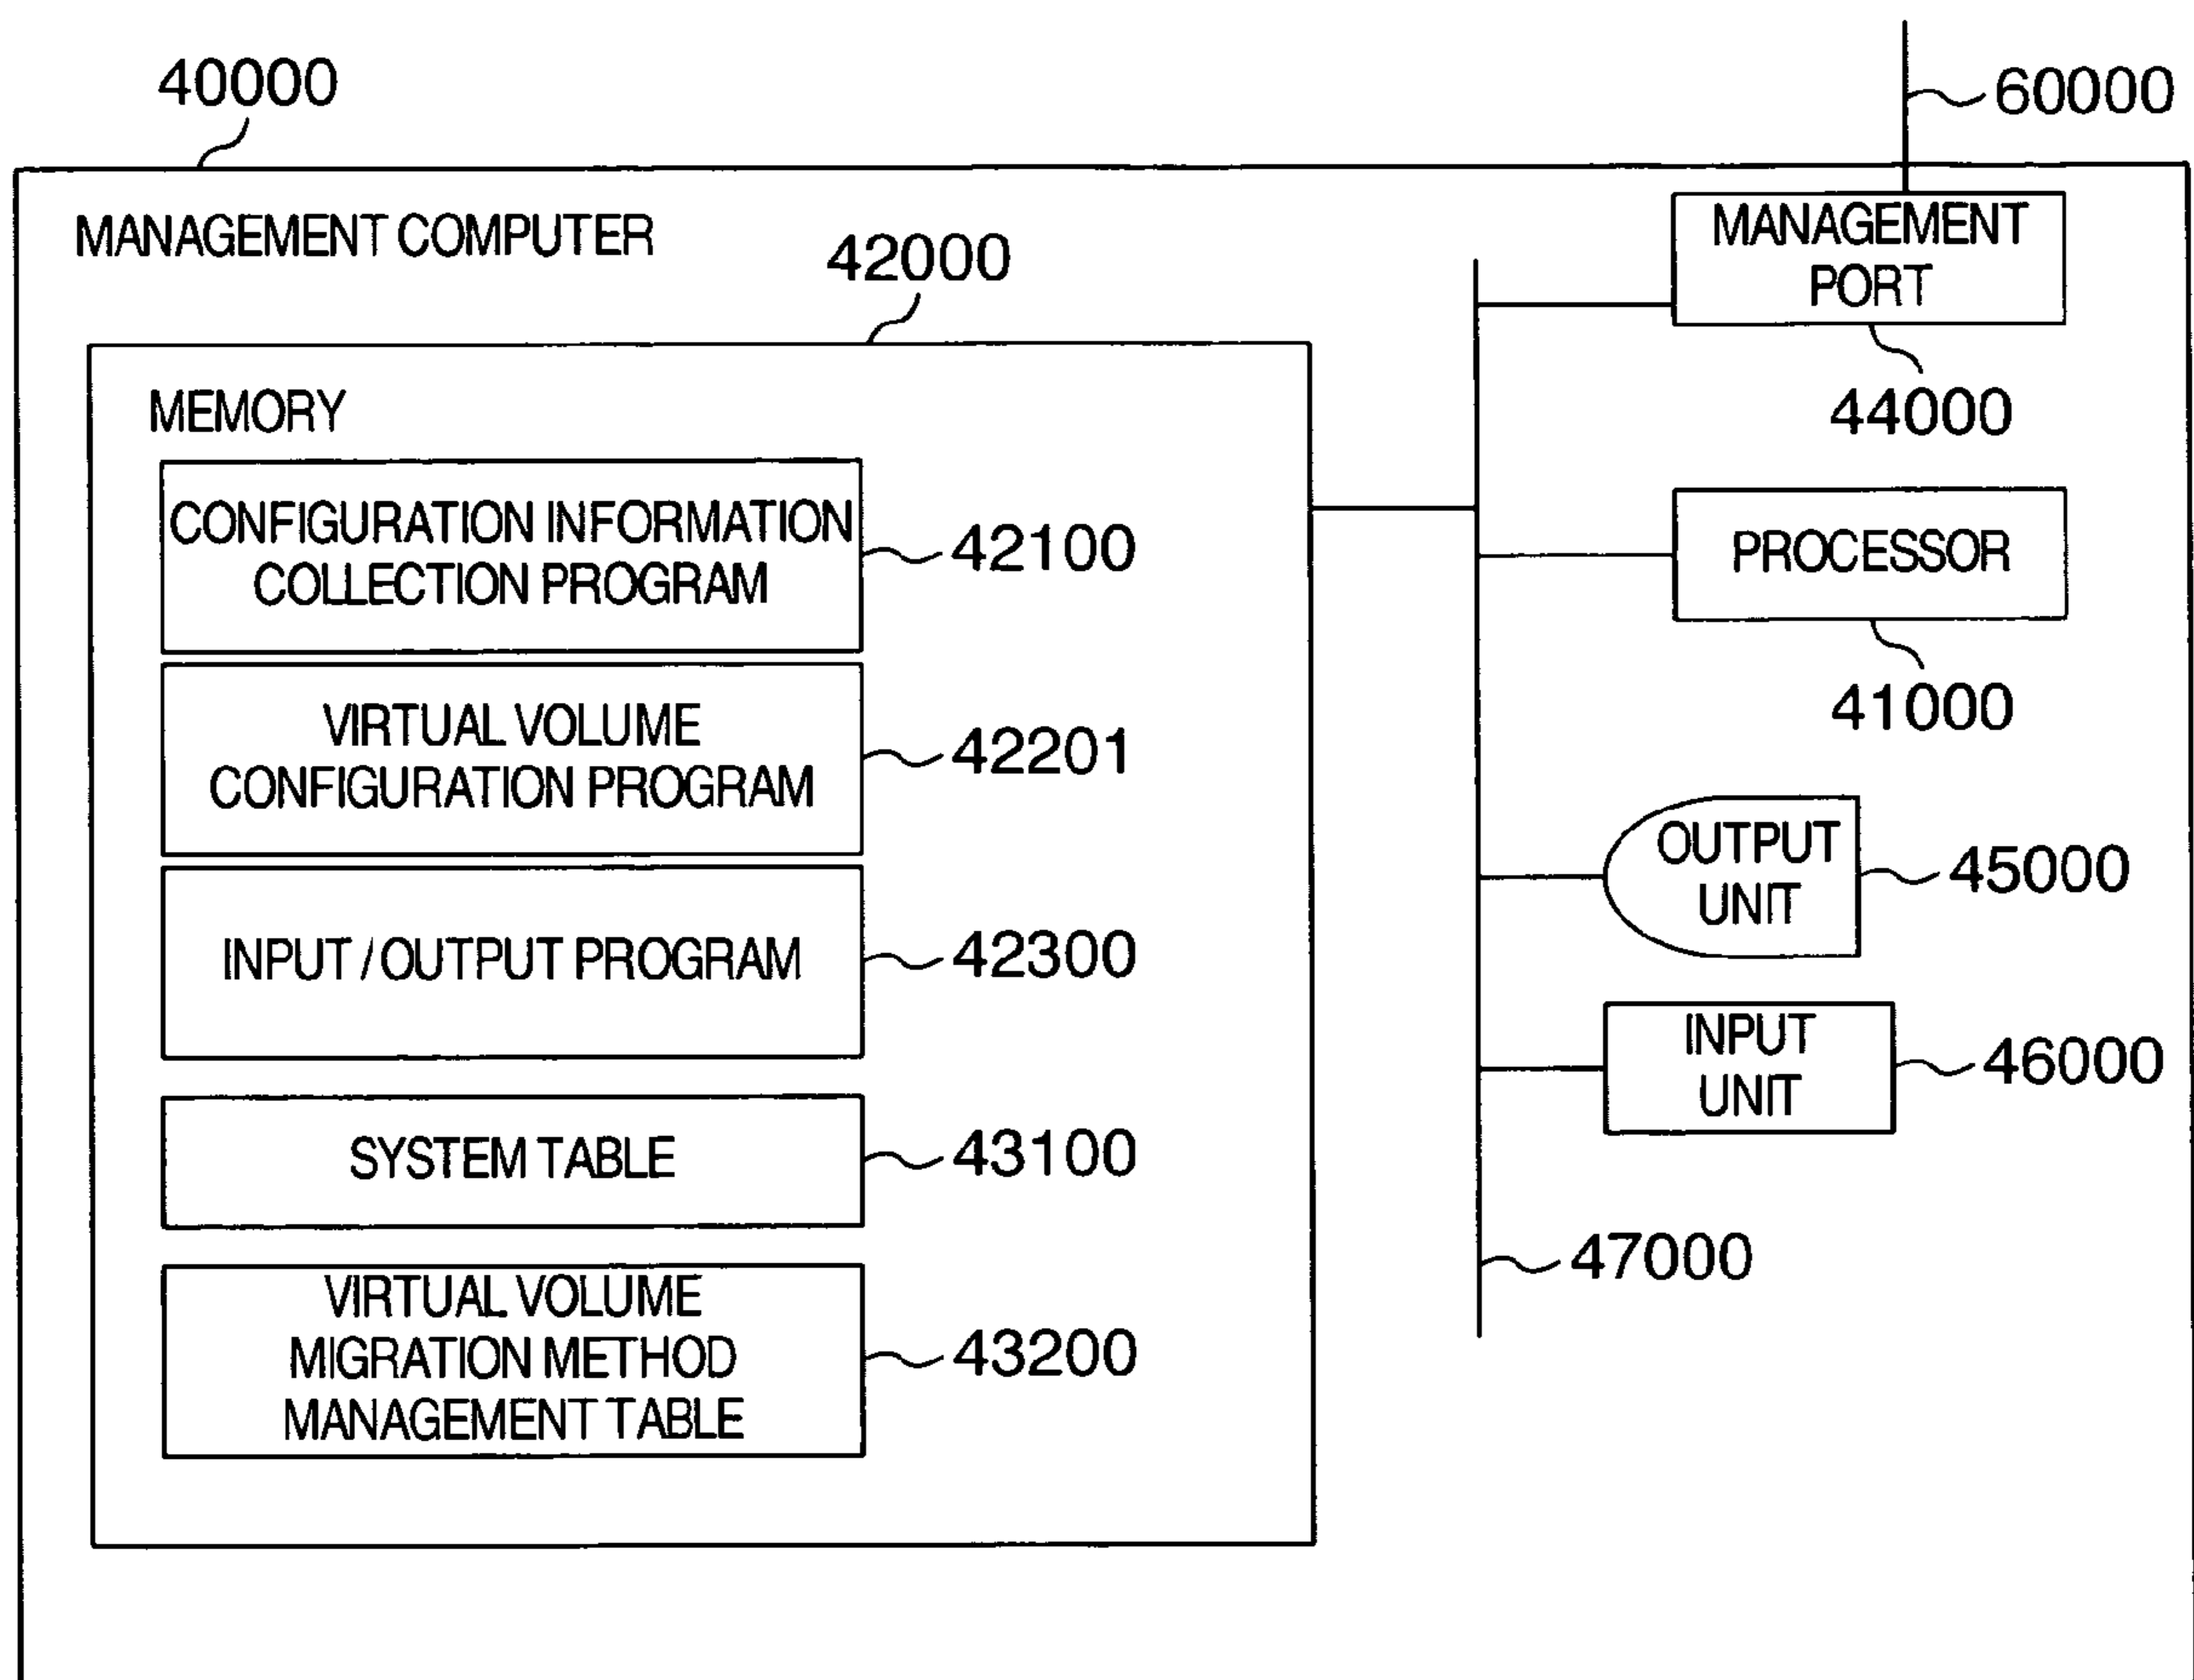 40000
60000
MANAGEMENT COMPUTER
42000
MEMORY
CONFIGURATION INFORMATION
COLLECTION PROGRAM
42100
VIRTUAL VOLUME
CONFIGURATION PROGRAM
42201
INPUT / OUTPUT PROGRAM
42300
SYSTEM TABLE
43100
VIRTUAL VOLUME
MIGRATION METHOD
MANAGEMENT TABLE
43200
MANAGEMENT
PORT
44000
PROCESSOR
41000
OUTPUT
UNIT
45000
INPUT
UNIT
46000
47000